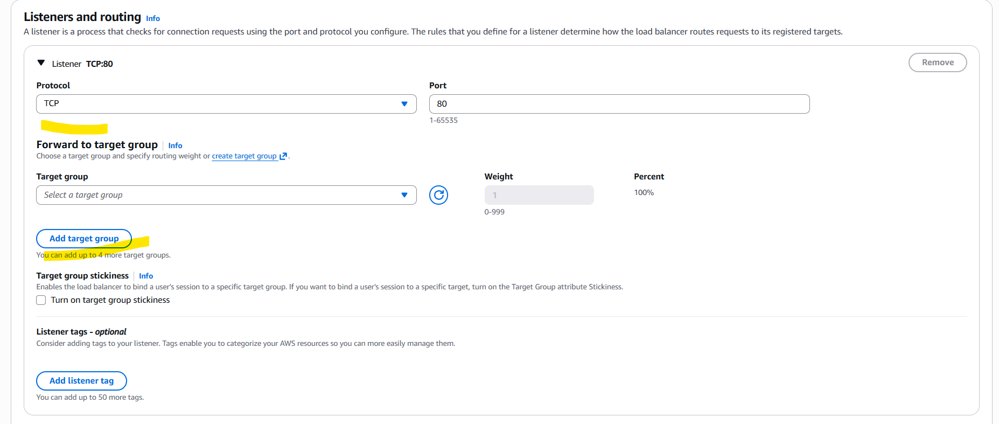 Listeners and routing Info
A listener is a process that checks for connection requests using the port and protocol you configure. The rules that you define for a listener determine how the load balancer routes requests to its registered targets.
Listener TCP:80
Remove
Protocol
Port
TCP
80
1-65535
Forward to target group Info
Choose a target group and specify routing weight or create target group .
Target group
Weight
Percent
Select a target group
1
100%
0-999
Add target group
You can add up to 4 more target groups.
Target group stickiness Info
Enables the load balancer to bind a user's session to a specific target group. If you want to bind a user's session to a specific target, turn on the Target Group attribute Stickiness.
Turn on target group stickiness
Listener tags - optional
Consider adding tags to your listener. Tags enable you to categorize your AWS resources so you can more easily manage them.
Add listener tag
You can add up to 50 more tags.